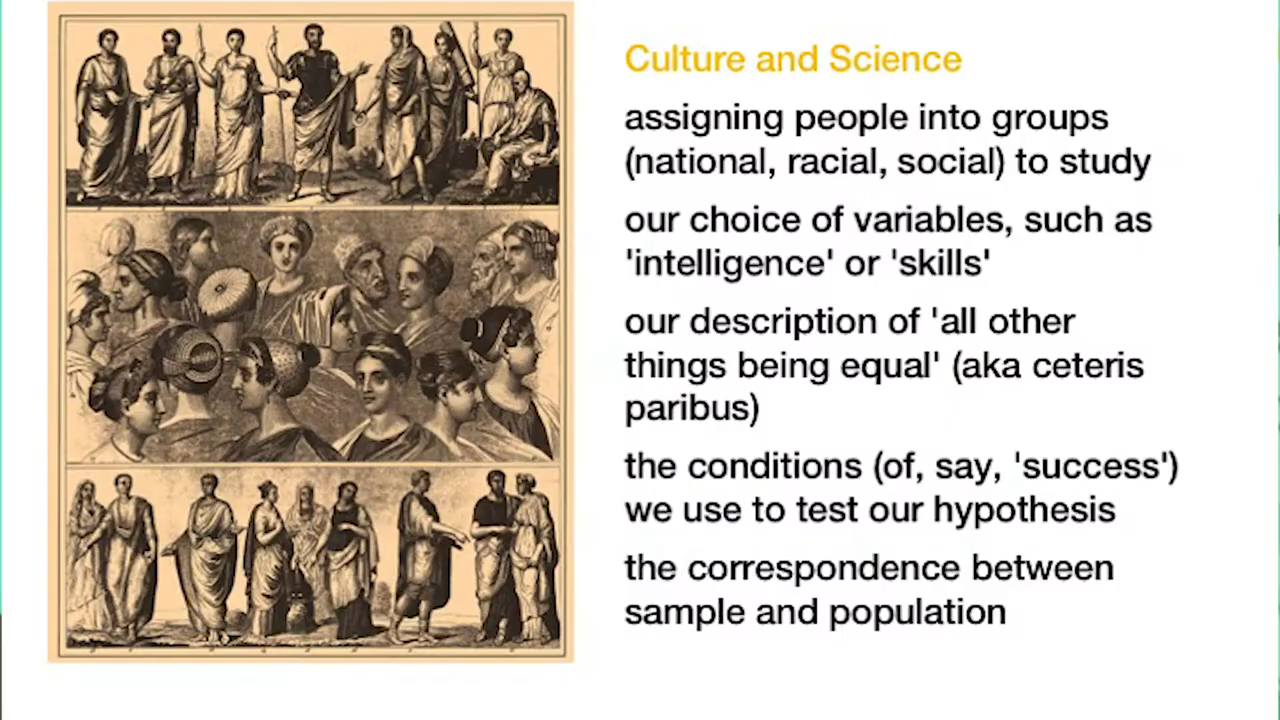 Culture and Science
assigning people into groups
(national, racial, social) to study
our choice of variables, such as
'intelligence' or 'skills'
our description of 'all other
things being equal' (aka ceteris
paribus)
the conditions (of, say, 'success')
we use to test our hypothesis
the correspondence between
sample and population